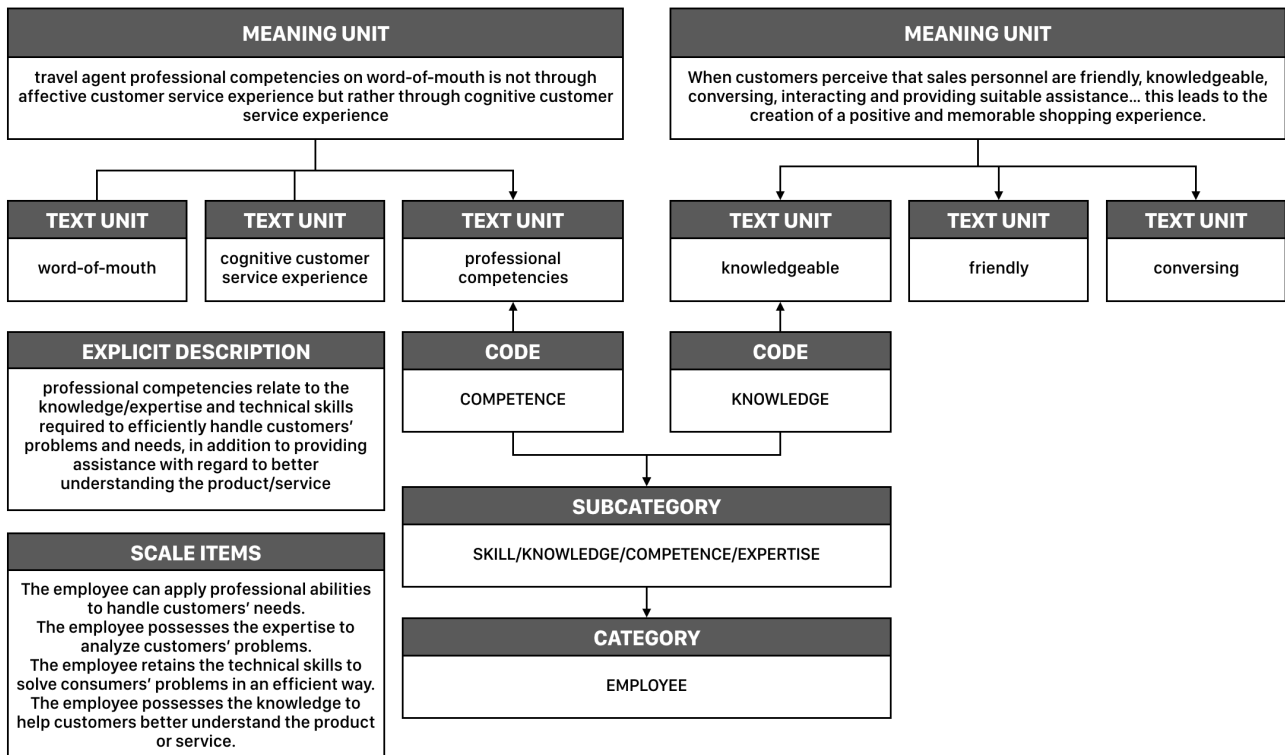 MEANING UNIT
travel agent professional competencies on word-of-mouth is not through
affective customer service experience but rather through cognitive customer
service experience
MEANING UNIT
When customers perceive that sales personnel are friendly, knowledgeable,
conversing, interacting and providing suitable assistance... this leads to the
creation of a positive and memorable shopping experience.
TEXT UNIT
word-of-mouth
TEXT UNIT
cognitive customer
service experience
TEXT UNIT
professional
competencies
TEXT UNIT
knowledgeable
TEXT UNIT
friendly
TEXT UNIT
conversing
EXPLICIT DESCRIPTION
professional competencies relate to the
knowledge/expertise and technical skills
required to efficiently handle customers’
problems and needs, in addition to providing
assistance with regard to better
understanding the product/service
CODE
COMPETENCE
CODE
KNOWLEDGE
SUBCATEGORY
SKILL/KNOWLEDGE/COMPETENCE/EXPERTISE
SCALE ITEMS
The employee can apply professional abilities
to handle customers’ needs.
The employee possesses the expertise to
analyze customers’ problems.
The employee retains the technical skills to
solve consumers’ problems in an efficient way.
The employee possesses the knowledge to
help customers better understand the product
or service.
CATEGORY
EMPLOYEE